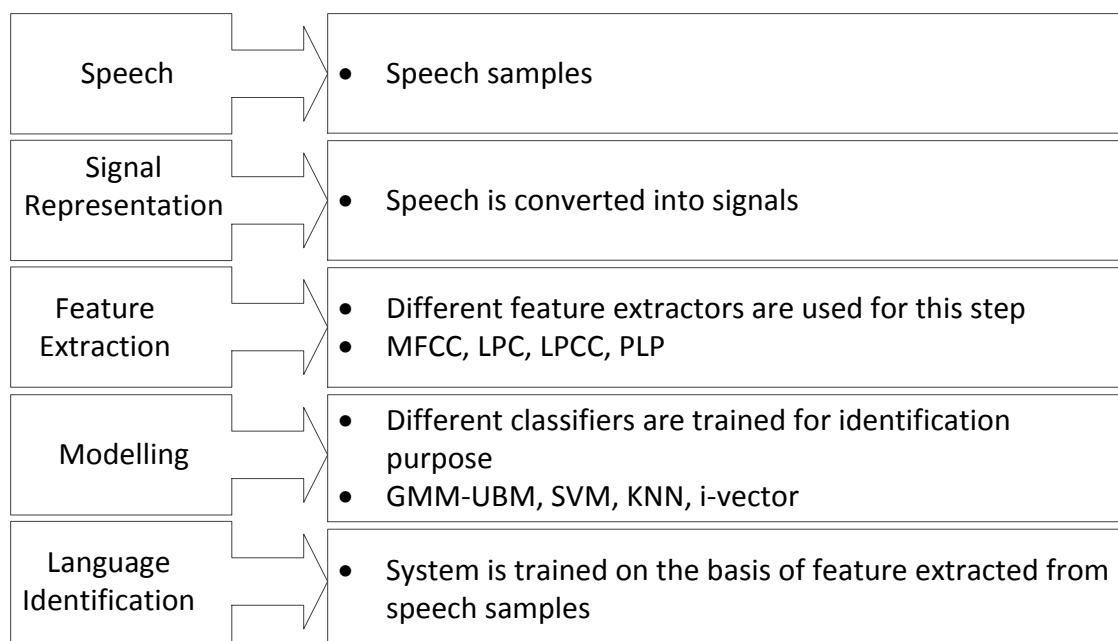 Speech
• Speech samples
Signal
Representation
• Speech is converted into signals
Feature
Extraction
• Different feature extractors are used for this step
• MFCC, LPC, LPCC, PLP
Modelling
• Different classifiers are trained for identification
purpose
• GMM-UBM, SVM, KNN, i-vector
Language
Identification
• System is trained on the basis of feature extracted from
speech samples